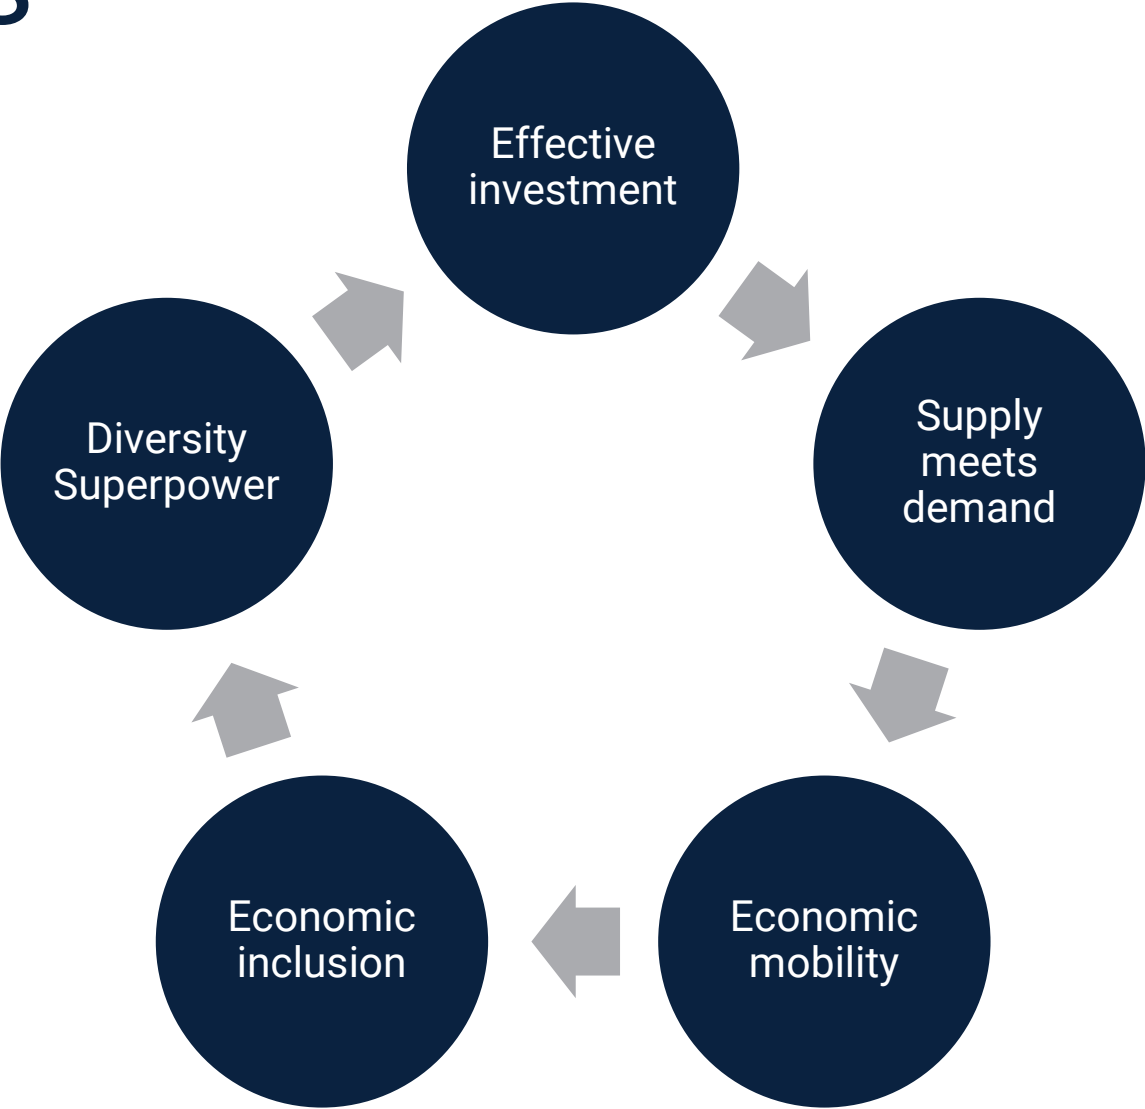 Effective
investment
Supply
meets
demand
Economic
mobility
Economic
inclusion
Diversity
Superpower